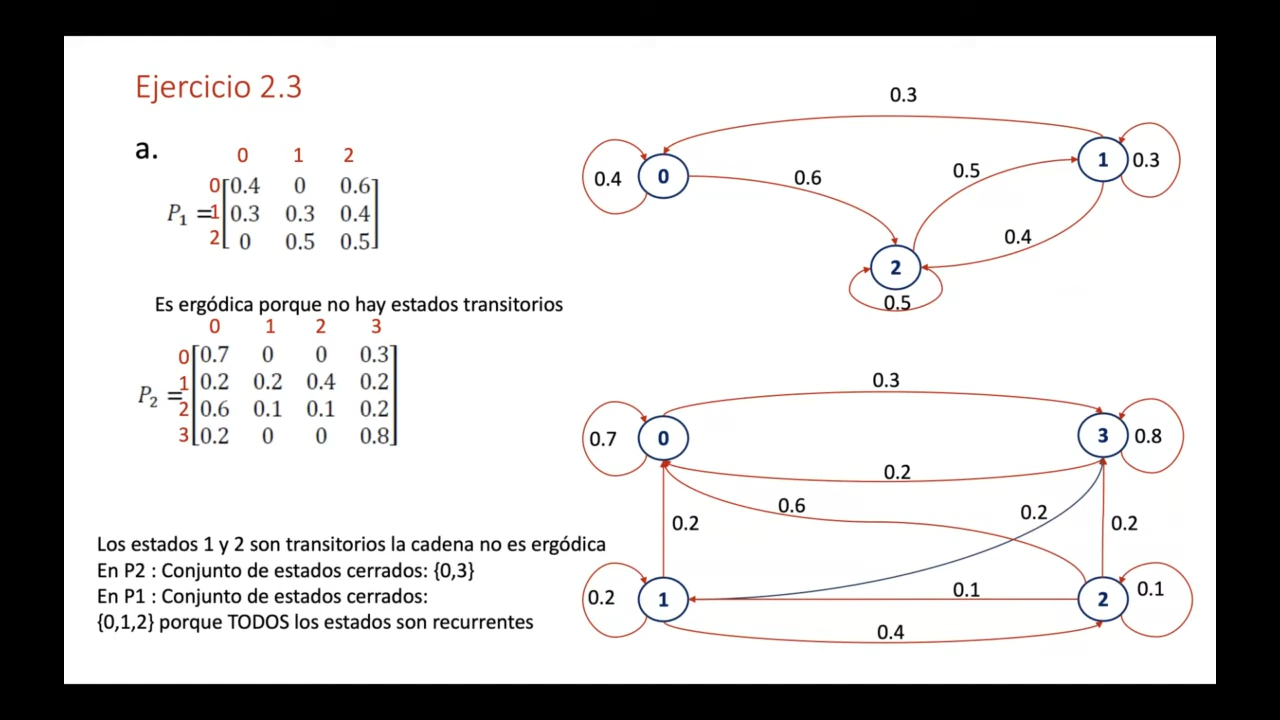 Ejercicio 2.3
a.
0 1 2
0 [0.4 0 0.6]
P₁ = 1 [0.3 0.3 0.4]
2 [0 0.5 0.5]
Es ergódica porque no hay estados transitorios
0 1 2 3
0 [0.7 0 0 0.3]
1 [0.2 0.2 0.4 0.2]
P₂ = 2 [0.6 0.1 0.1 0.2]
3 [0.2 0 0 0.8]
Los estados 1 y 2 son transitorios la cadena no es ergódica
En P2 : Conjunto de estados cerrados: {0,3}
En P1 : Conjunto de estados cerrados:
{0,1,2} porque TODOS los estados son recurrentes
0.3
0.4 0 0.6 0.5 1 0.3
0.4
2
0.5
0.3
0.7 0 3 0.8
0.2
0.6 0.2
0.2 0.2
0.2 1 0.1 2 0.1
0.4